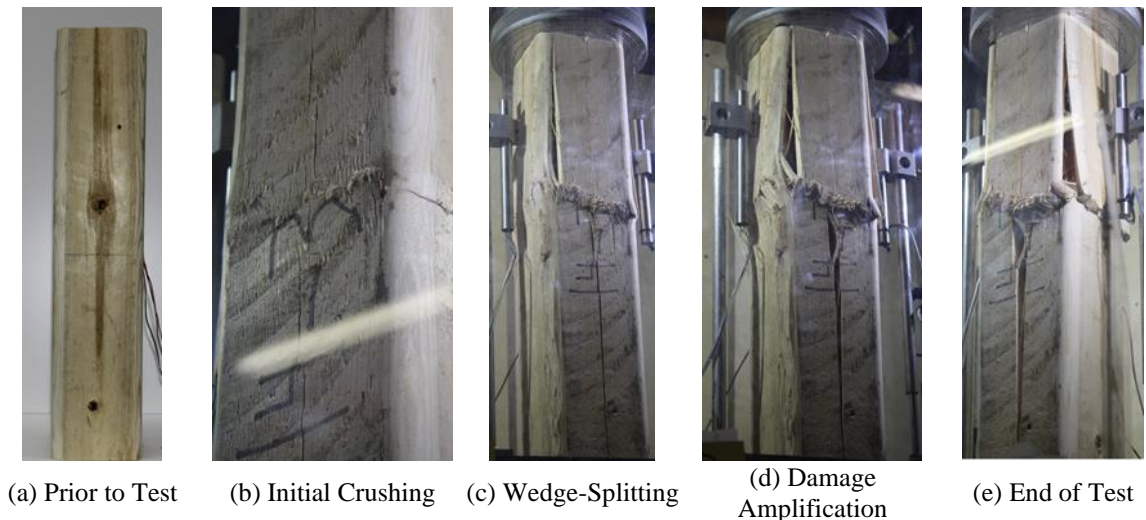 (a) Prior to Test
(b) Initial Crushing
(c) Wedge-Splitting
(d) Damage
Amplification
(e) End of Test